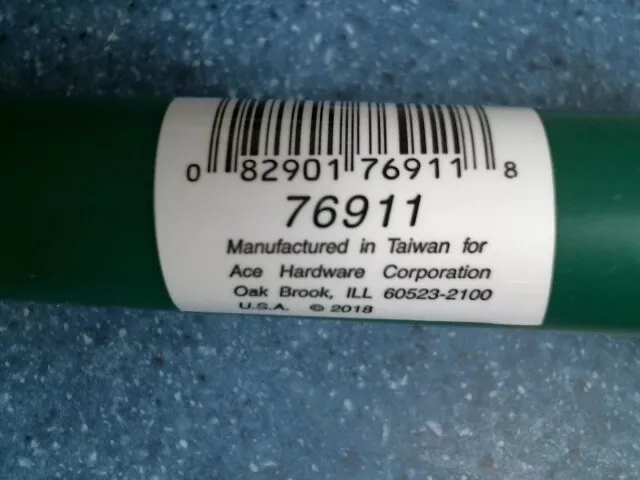 0 82901 76911 8
76911
Manufactured in Taiwan for
Ace Hardware Corporation
Oak Brook, ILL 60523-2100
U.S.A. © 2018